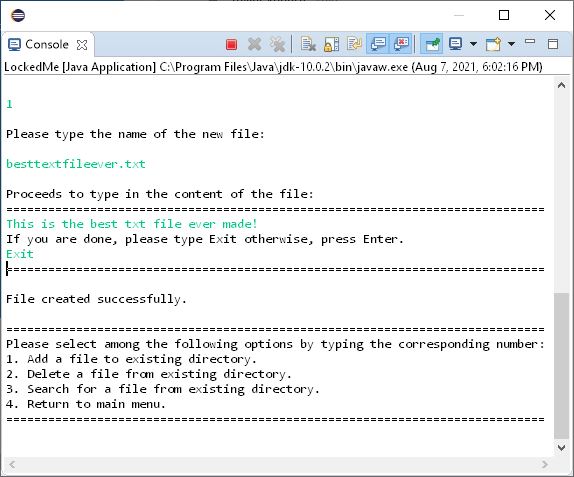 Console
LockedMe [Java Application] C:\Program Files\Java\jdk-10.0.2\bin\javaw.exe (Aug 7, 2021, 6:02:16 PM)
1
Please type the name of the new file:
besttextfileever.txt
Proceeds to type in the content of the file:
================================================================================
This is the best txt file ever made!
If you are done, please type Exit otherwise, press Enter.
Exit
================================================================================
File created successfully.
================================================================================
Please select among the following options by typing the corresponding number:
1. Add a file to existing directory.
2. Delete a file from existing directory.
3. Search for a file from existing directory.
4. Return to main menu.
================================================================================